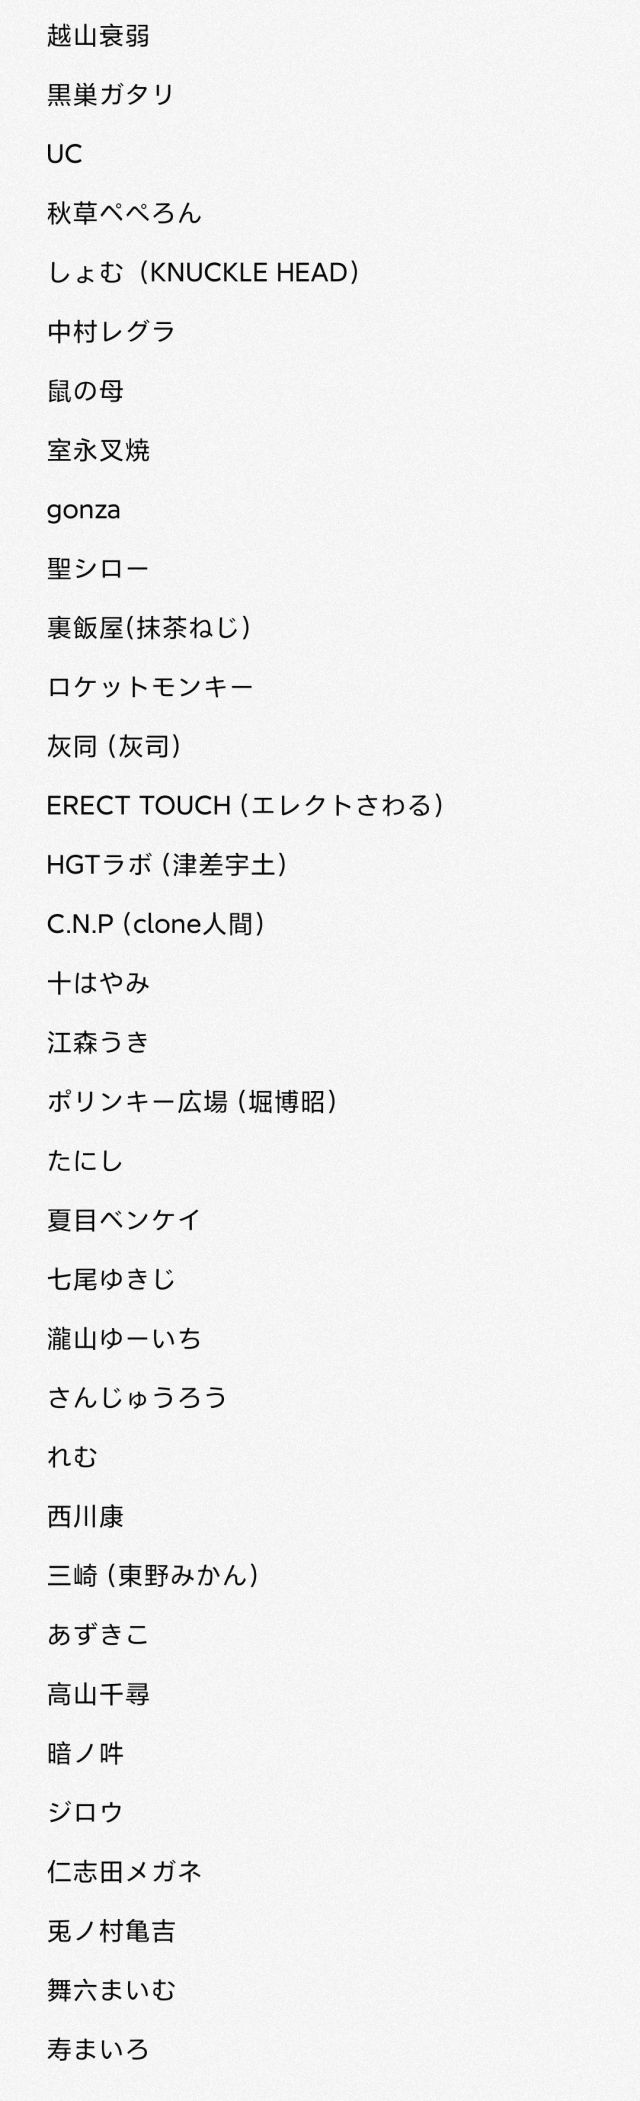 越山衰弱
黒巣ガタリ
UC
秋草ぺぺろん
しょむ（KNUCKLE HEAD）
中村レグラ
鼠の母
室永叉焼
gonza
聖シロー
裏飯屋(抹茶ねじ)
ロケットモンキー
灰同 (灰司)
ERECT TOUCH (エレクトさわる)
HGTラボ (津差宇土)
C.N.P (clone人間)
十はやみ
江森うき
ポリンキー広場 (堀博昭)
たにし
夏目ベンケイ
七尾ゆきじ
瀧山ゆーいち
さんじゅうろう
れむ
西川康
三崎 (東野みかん)
あずきこ
高山千尋
暗ノ吽
ジロウ
仁志田メガネ
兎ノ村亀吉
舞六まいむ
寿まいろ